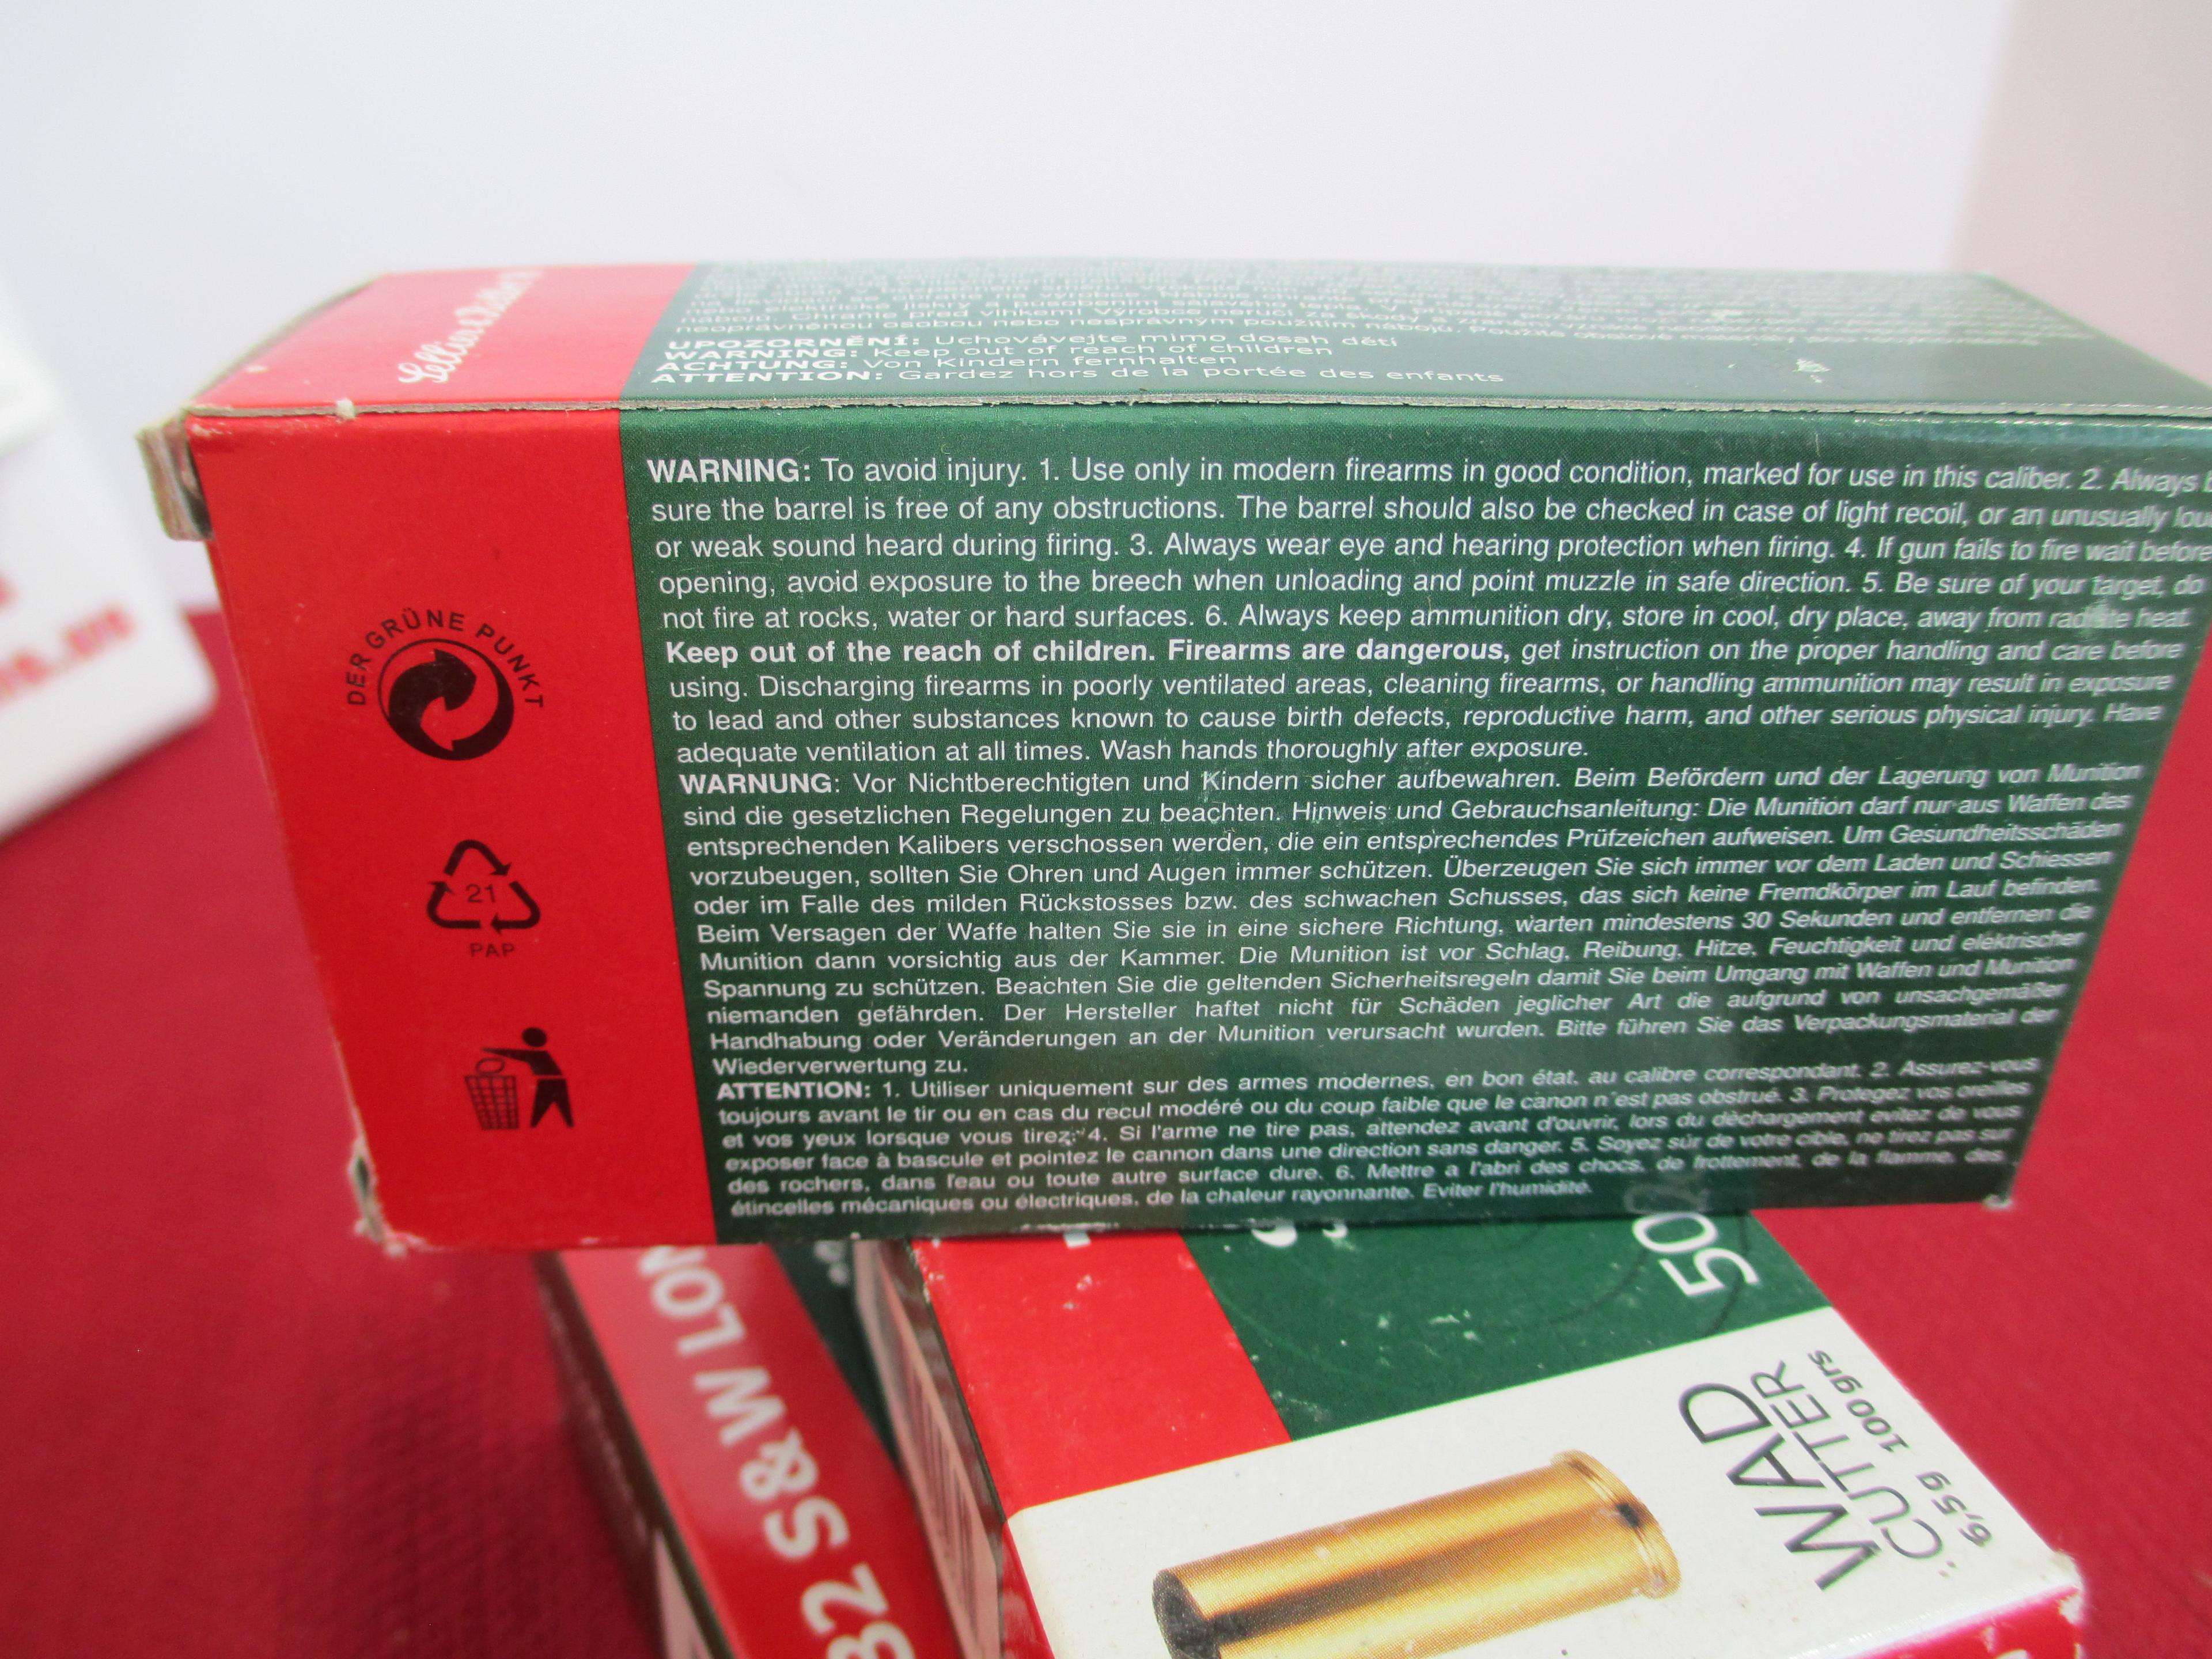 Sellier & Bellot
neoprávněnou osobou nebo nesprávným použitím nábojů.
UPOZORNĚNÍ: Uchovávejte mimo dosah dětí
WARNING: Keep out of reach of children
ACHTUNG: Von Kindern fernhalten
ATTENTION: Gardez hors de la portée des enfants
WARNING: To avoid injury. 1. Use only in modern firearms in good condition, marked for use in this caliber. 2. Always
sure the barrel is free of any obstructions. The barrel should also be checked in case of light recoil, or an unusually
or weak sound heard during firing. 3. Always wear eye and hearing protection when firing. 4. If gun fails to fire wait before
opening, avoid exposure to the breech when unloading and point muzzle in safe direction. 5. Be sure of your target, do
not fire at rocks, water or hard surfaces. 6. Always keep ammunition dry, store in cool, dry place, away from radiate heat.
Keep out of the reach of children. Firearms are dangerous, get instruction on the proper handling and care before
using. Discharging firearms in poorly ventilated areas, cleaning firearms, or handling ammunition may result in exposure
to lead and other substances known to cause birth defects, reproductive harm, and other serious physical injury. Have
adequate ventilation at all times. Wash hands thoroughly after exposure.
WARNUNG: Vor Nichtberechtigten und Kindern sicher aufbewahren. Beim Befördern und der Lagerung von Munition
sind die gesetzlichen Regelungen zu beachten. Hinweis und Gebrauchsanleitung: Die Munition darf nur aus Waffen des
entsprechenden Kalibers verschossen werden, die ein entsprechendes Prüfzeichen aufweisen. Um Gesundheitsschäden
vorzubeugen, sollten Sie Ohren und Augen immer schützen. Überzeugen Sie sich immer vor dem Laden und Schiessen
oder im Falle des milden Rückstosses bzw. des schwachen Schusses, das sich keine Fremdkörper im Lauf befinden.
Beim Versagen der Waffe halten Sie sie in eine sichere Richtung, warten mindestens 30 Sekunden und entfernen die
Munition dann vorsichtig aus der Kammer. Die Munition ist vor Schlag, Reibung, Hitze, Feuchtigkeit und elektrischer
Spannung zu schützen. Beachten Sie die geltenden Sicherheitsregeln damit Sie beim Umgang mit Waffen und Munition
niemanden gefährden. Der Hersteller haftet nicht für Schäden jeglicher Art die aufgrund von unsachgemäßer
Handhabung oder Veränderungen an der Munition verursacht wurden. Bitte führen Sie das Verpackungsmaterial der
Wiederverwertung zu.
ATTENTION: 1. Utiliser uniquement sur des armes modernes, en bon état, au calibre correspondant. 2. Assurez-vous
toujours avant le tir ou en cas du recul modéré ou du coup faible que le canon n'est pas obstrué. 3. Protegez vos oreilles
et vos yeux lorsque vous tirez. 4. Si l'arme ne tire pas, attendez avant d'ouvrir, lors du dèchargement evitez de vous
exposer face à bascule et pointez le cannon dans une direction sans danger. 5. Soyez sûr de votre cible, ne tirez pas sur
des rochers, dans l'eau ou toute autre surface dure. 6. Mettre a l'abri des chocs, de frottement, de la flamme, des
étincelles mécaniques ou électriques, de la chaleur rayonnante. Eviter l'humidité.
DER GRÜNE PUNKT
21
PAP
32 S&W LON
50
WAD
CUTTER
6,5g 100 grs